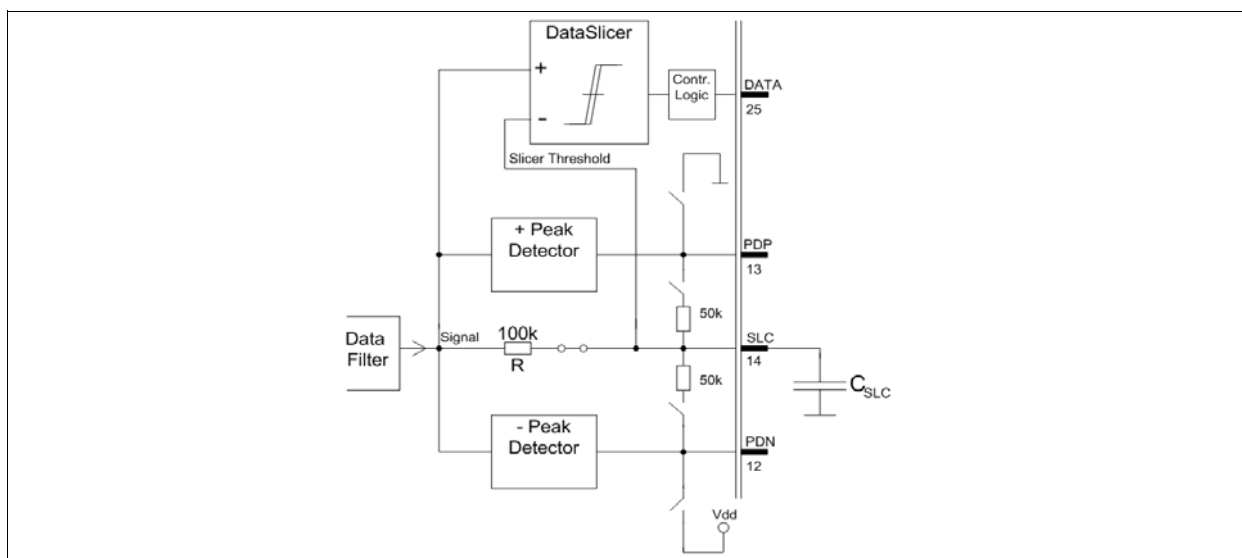 DataSlicer
+
-
Contr.
Logic
DATA
25
Slicer Threshold
+ Peak
Detector
PDP
13
50k
Data
Filter
Signal
100k
R
SLC
14
50k
CSLC
- Peak
Detector
PDN
12
Vdd